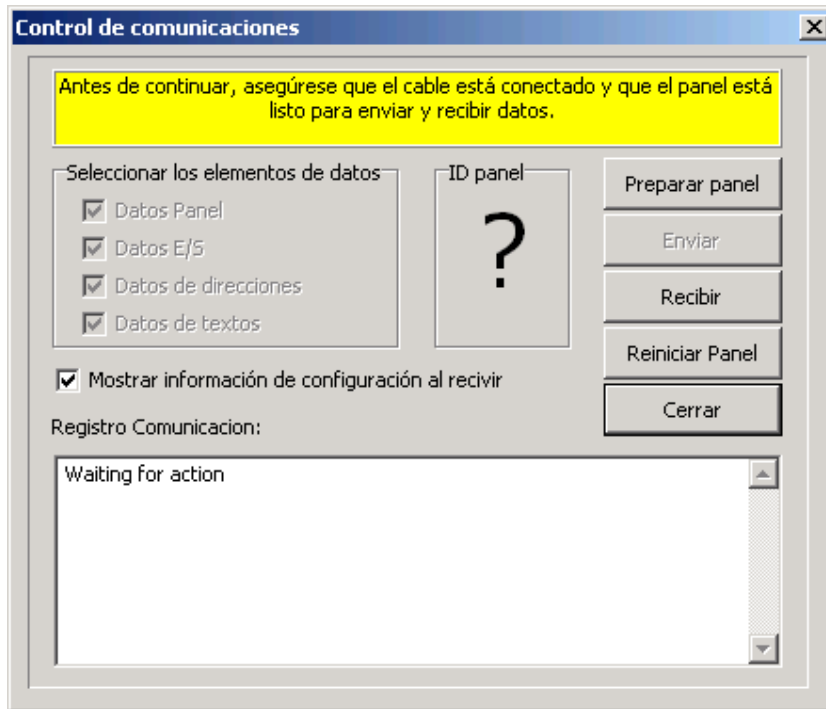 Control de comunicaciones
Antes de continuar, asegúrese que el cable está conectado y que el panel está
listo para enviar y recibir datos.
Seleccionar los elementos de datos
Datos Panel
Datos E/S
Datos de direcciones
Datos de textos
ID panel
?
Preparar panel
Enviar
Recibir
Reiniciar Panel
Cerrar
Mostrar información de configuración al recivir
Registro Comunicacion:
Waiting for action